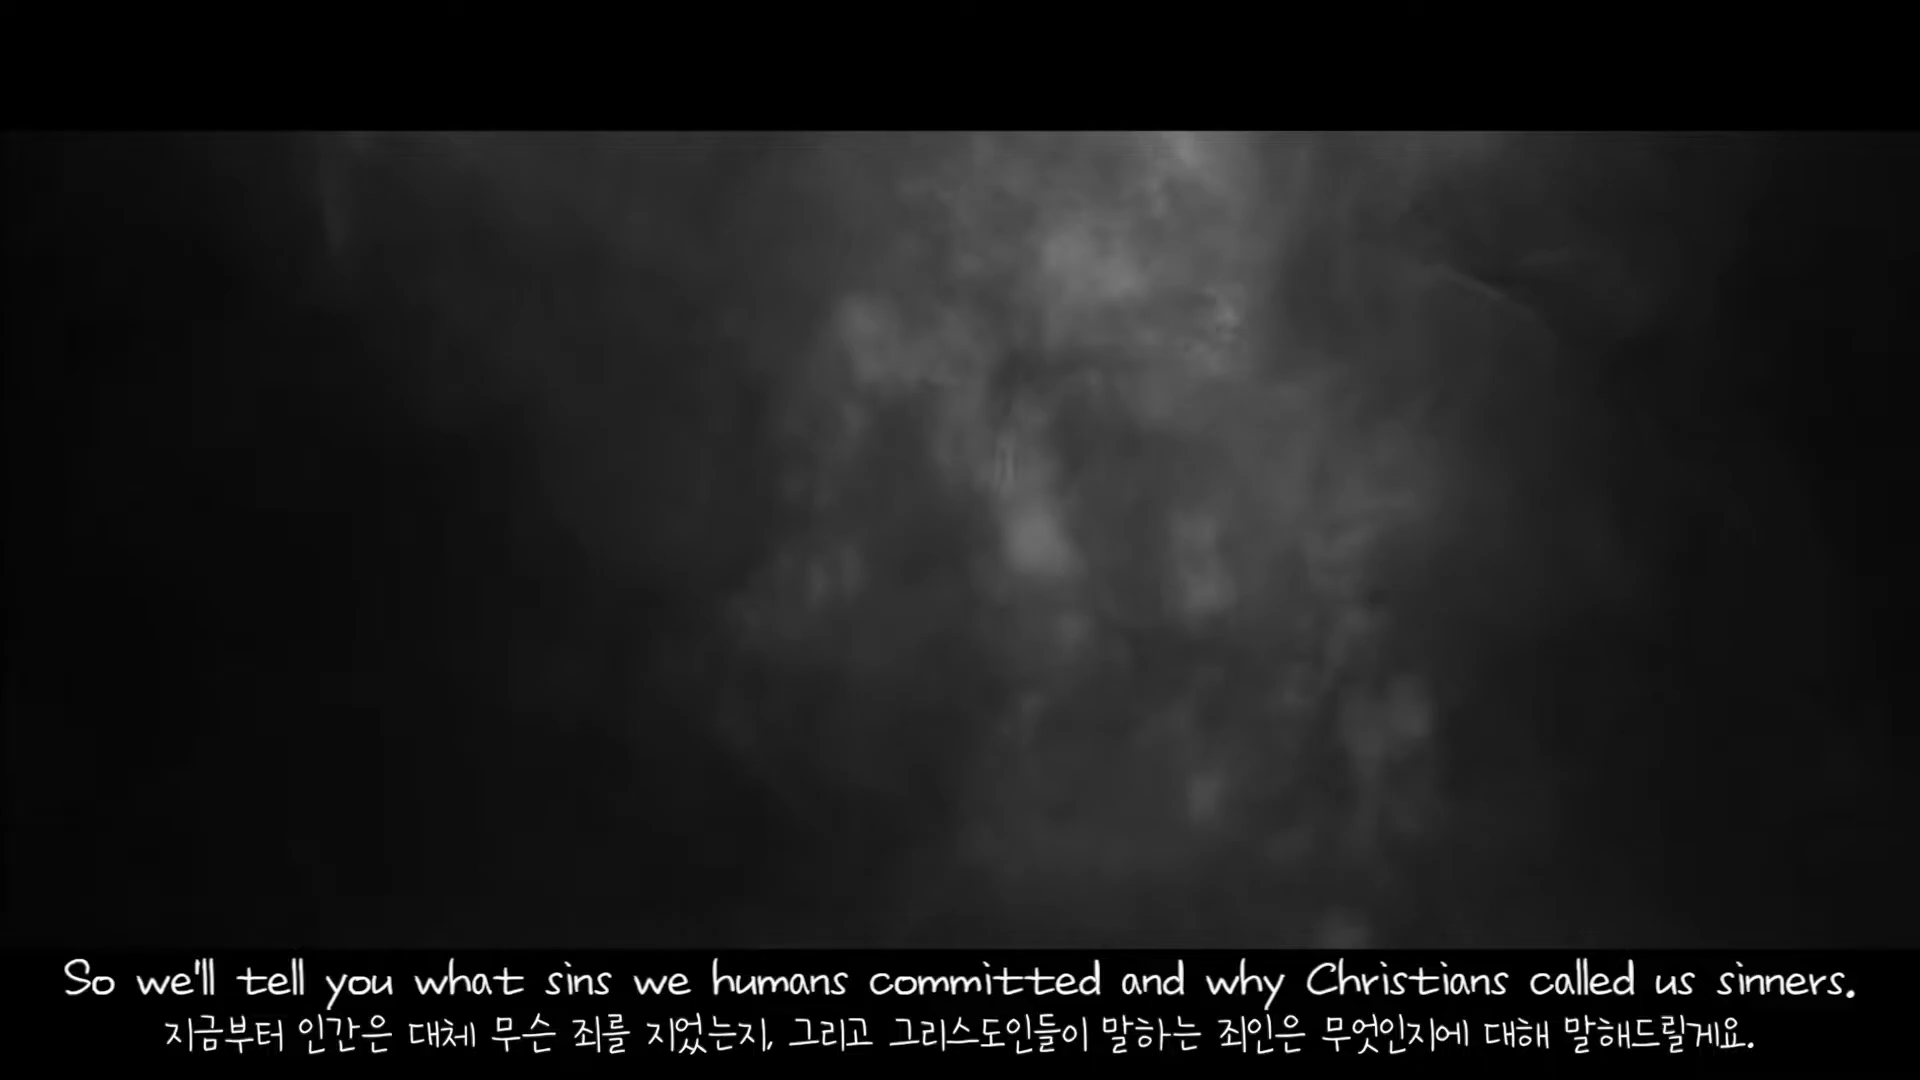 So we'll tell you what sins we humans committed and why Christians called us sinners.
지금부터 인간은 대체 무슨 죄를 지었는지, 그리고 그리스도인들이 말하는 죄인은 무엇인지에 대해 말해드릴게요.